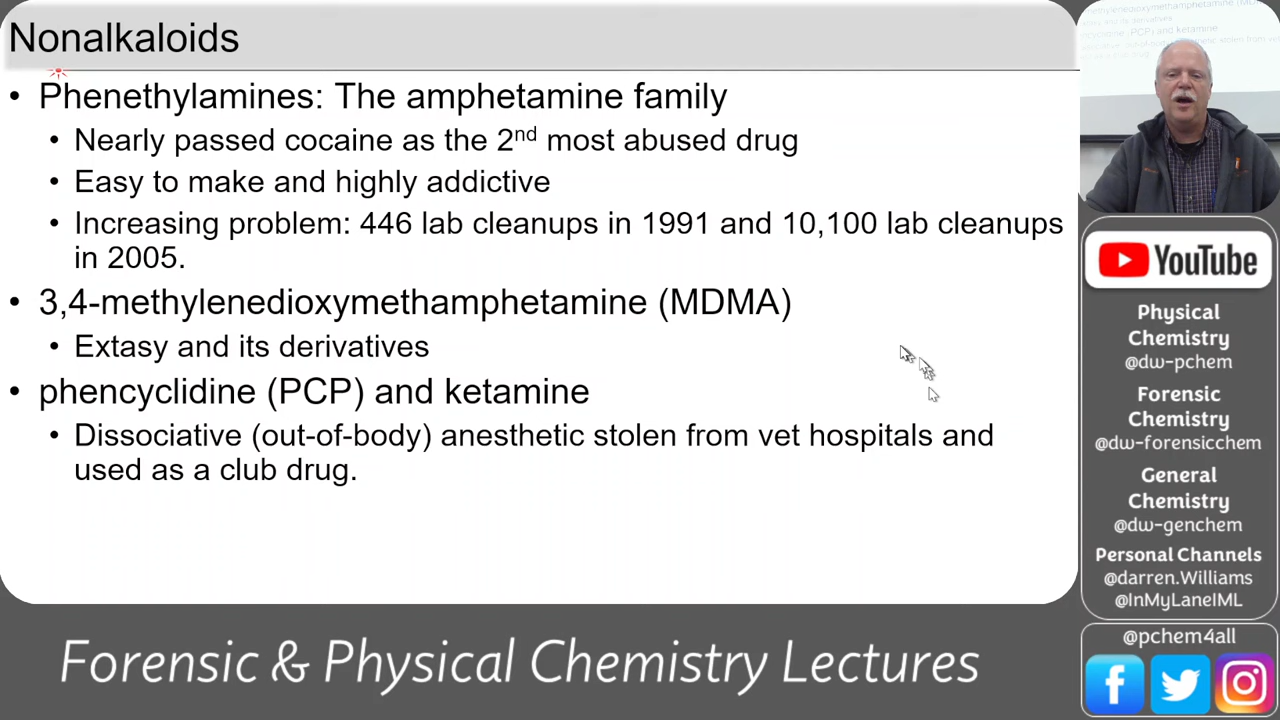 Nonalkaloids
• Phenethylamines: The amphetamine family
• Nearly passed cocaine as the 2nd most abused drug
• Easy to make and highly addictive
• Increasing problem: 446 lab cleanups in 1991 and 10,100 lab cleanups
in 2005.
• 3,4-methylenedioxymethamphetamine (MDMA)
• Extasy and its derivatives
• phencyclidine (PCP) and ketamine
• Dissociative (out-of-body) anesthetic stolen from vet hospitals and
used as a club drug.
Forensic & Physical Chemistry Lectures
YouTube
Physical
Chemistry
@dw-pchem
Forensic
Chemistry
@dw-forensicchem
General
Chemistry
@dw-genchem
Personal Channels
@darren.Williams
@InMyLaneIML
@pchem4all